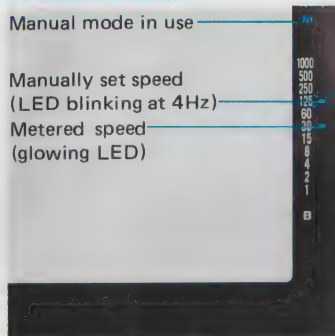 Manual mode in use
M
Manually set speed
(LED blinking at 4Hz)
Metered speed
(glowing LED)
1000
500
250
125
60
30
15
8
4
2
1
B